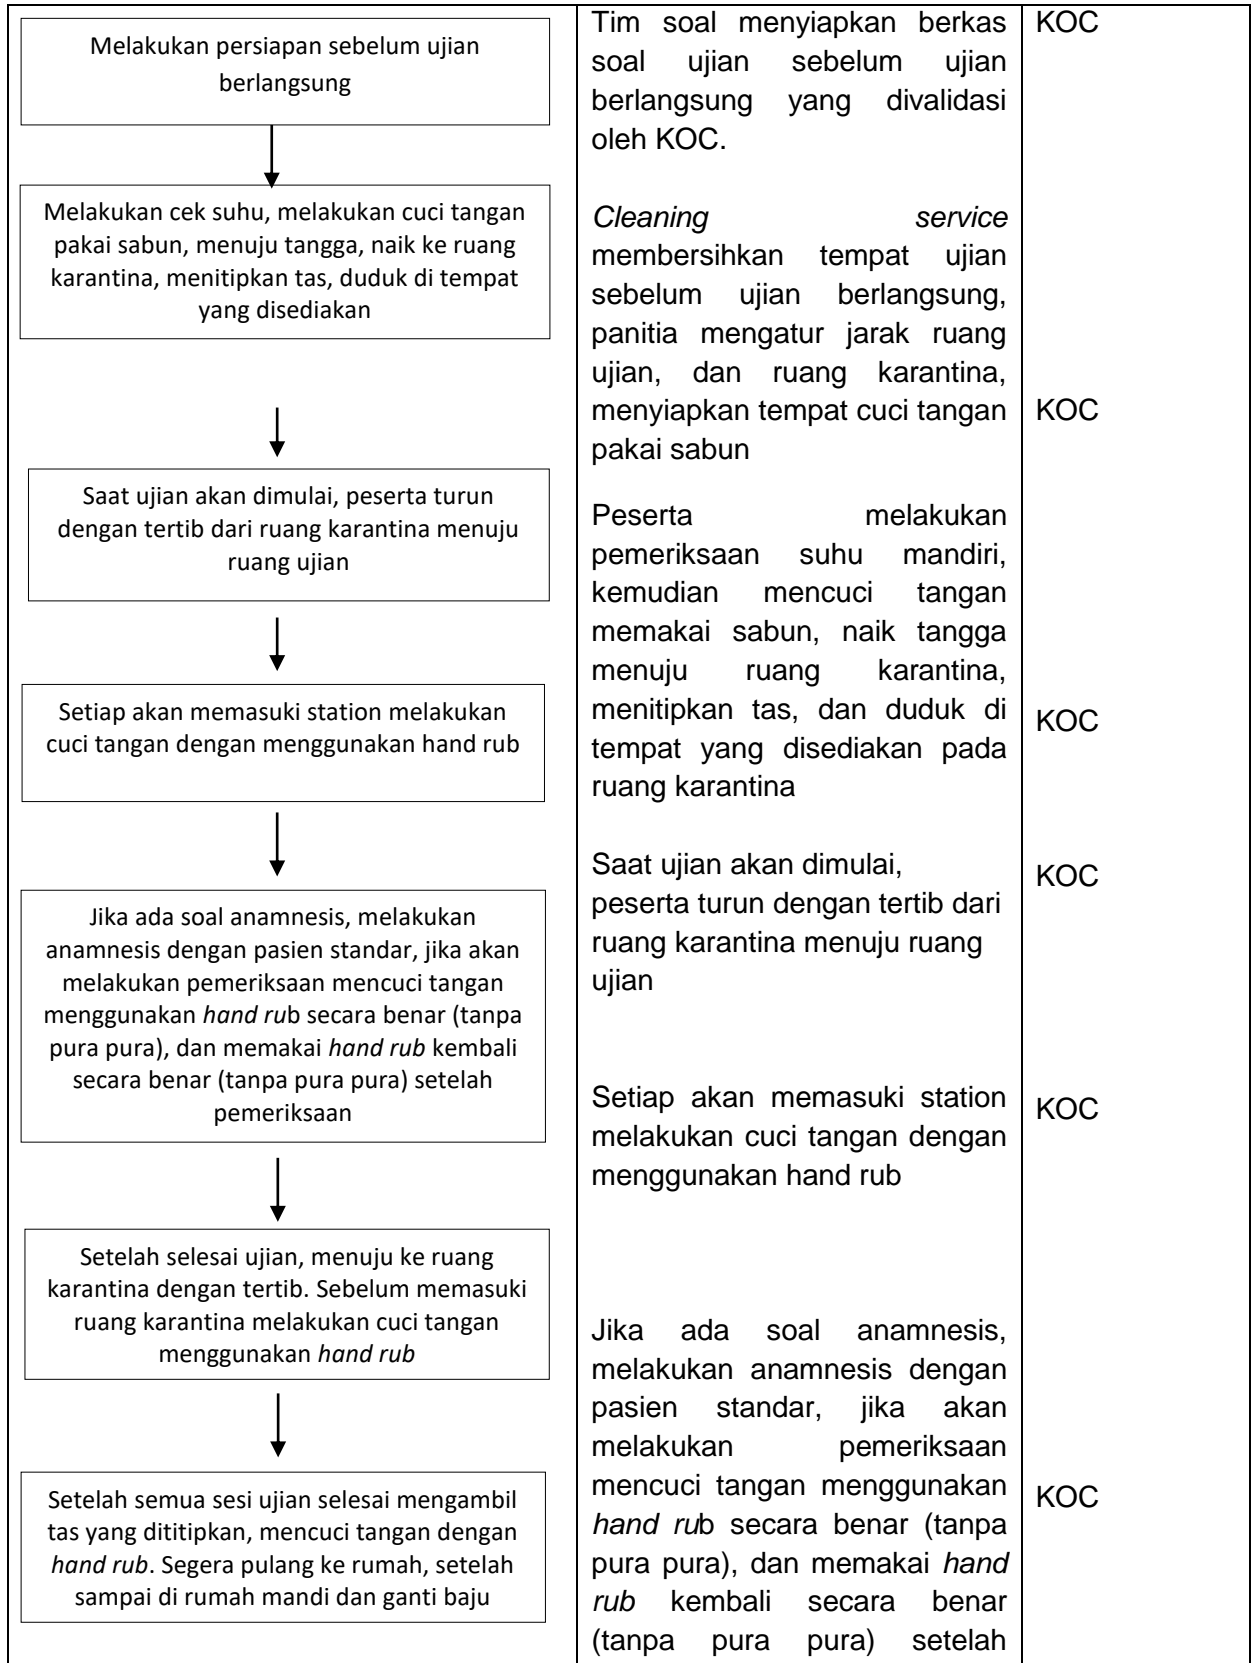 Melakukan persiapan sebelum ujian
berlangsung
Melakukan cek suhu, melakukan cuci tangan
pakai sabun, menuju tangga, naik ke ruang
karantina, menitipkan tas, duduk di tempat
yang disediakan
Saat ujian akan dimulai, peserta turun
dengan tertib dari ruang karantina menuju
ruang ujian
Setiap akan memasuki station melakukan
cuci tangan dengan menggunakan hand rub
Jika ada soal anamnesis, melakukan
anamnesis dengan pasien standar, jika akan
melakukan pemeriksaan mencuci tangan
menggunakan hand rub secara benar (tanpa
pura pura), dan memakai hand rub kembali
secara benar (tanpa pura pura) setelah
pemeriksaan
Setelah selesai ujian, menuju ke ruang
karantina dengan tertib. Sebelum memasuki
ruang karantina melakukan cuci tangan
menggunakan hand rub
Setelah semua sesi ujian selesai mengambil
tas yang dititipkan, mencuci tangan dengan
hand rub. Segera pulang ke rumah, setelah
sampai di rumah mandi dan ganti baju
Tim soal menyiapkan berkas
soal ujian sebelum ujian
berlangsung yang divalidasi
oleh KOC.
Cleaning service
membersihkan tempat ujian
sebelum ujian berlangsung,
panitia mengatur jarak ruang
ujian, dan ruang karantina,
menyiapkan tempat cuci tangan
pakai sabun
Peserta melakukan
pemeriksaan suhu mandiri,
kemudian mencuci tangan
memakai sabun, naik tangga
menuju ruang karantina,
menitipkan tas, dan duduk di
tempat yang disediakan pada
ruang karantina
Saat ujian akan dimulai,
peserta turun dengan tertib dari
ruang karantina menuju ruang
ujian
Setiap akan memasuki station
melakukan cuci tangan dengan
menggunakan hand rub
Jika ada soal anamnesis,
melakukan anamnesis dengan
pasien standar, jika akan
melakukan pemeriksaan
mencuci tangan menggunakan
hand rub secara benar (tanpa
pura pura), dan memakai hand
rub kembali secara benar
(tanpa pura pura) setelah
KOC
KOC
KOC
KOC
KOC
KOC